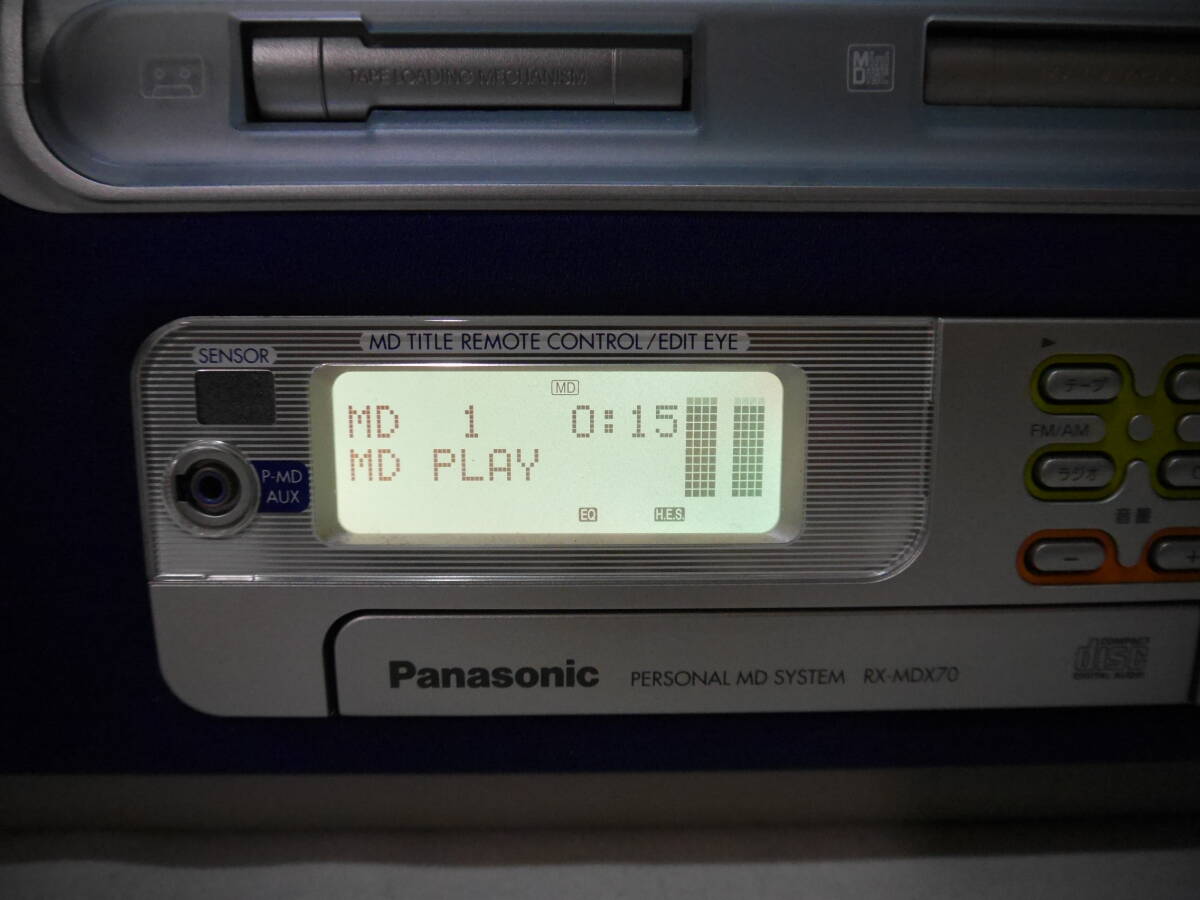 TAPE LOADING MECHANISM
Mini Disc
MD TITLE REMOTE CONTROL/EDIT EYE
SENSOR
MD
MD 1 0:15
MD PLAY
EQ H.E.S.
P-MD
AUX
テープ
FM/AM
ラジオ
音量
− +
Panasonic PERSONAL MD SYSTEM RX-MDX70
COMPACT
disc
DIGITAL AUDIO